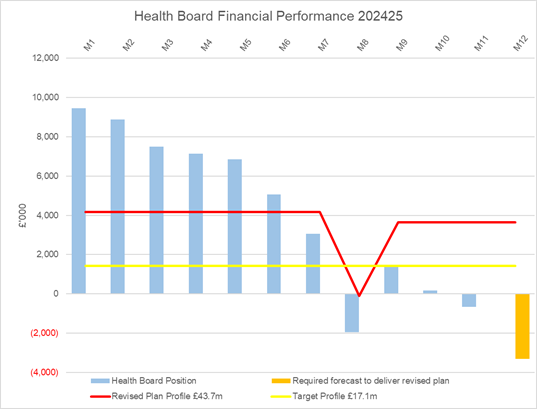 Health Board Financial Performance 202425
M1 M2 M3 M4 M5 M6 M7 M8 M9 M10 M11 M12
12,000
10,000
8,000
6,000
4,000
2,000
0
(2,000)
(4,000)
£'000
Health Board Position Required forecast to deliver revised plan
Revised Plan Profile £43.7m Target Profile £17.1m